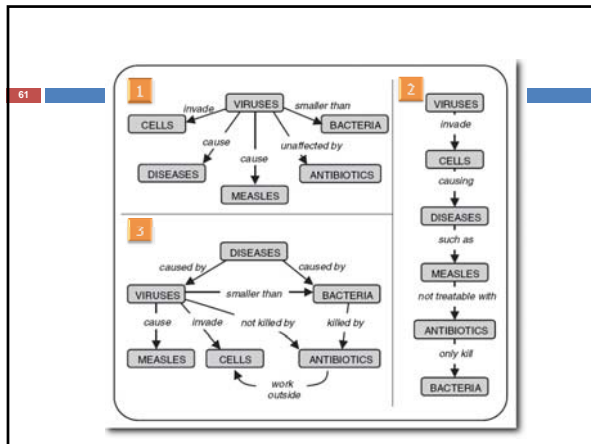 61
1
VIRUSES
invade
smaller than
CELLS
BACTERIA
cause
unaffected by
cause
DISEASES
ANTIBIOTICS
MEASLES
2
VIRUSES
invade
CELLS
causing
DISEASES
such as
MEASLES
not treatable with
ANTIBIOTICS
only kill
BACTERIA
3
DISEASES
caused by
caused by
VIRUSES
smaller than
BACTERIA
cause
invade
not killed by
killed by
MEASLES
CELLS
ANTIBIOTICS
work
outside